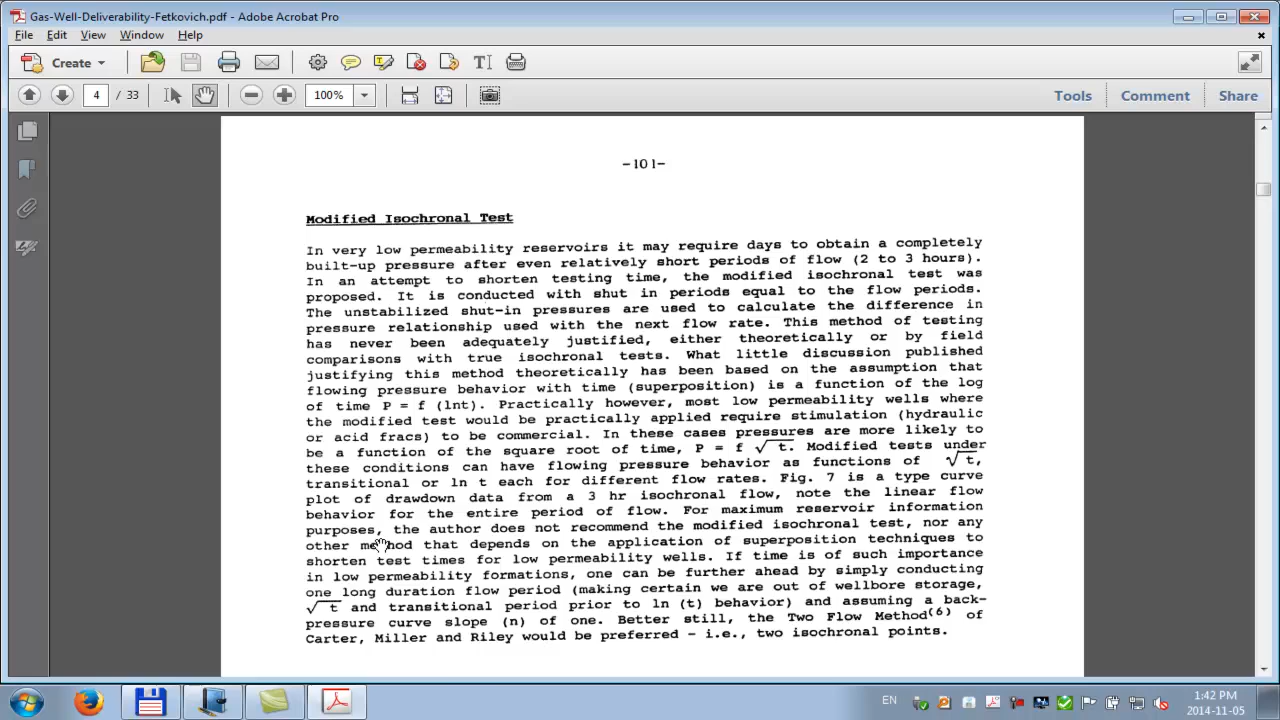 Gas-Well-Deliverability-Fetkovich.pdf - Adobe Acrobat Pro
File Edit View Window Help
Create
4 / 33 100% Tools Comment Share
-101-
Modified Isochronal Test
In very low permeability reservoirs it may require days to obtain a completely
built-up pressure after even relatively short periods of flow (2 to 3 hours).
In an attempt to shorten testing time, the modified isochronal test was
proposed. It is conducted with shut in periods equal to the flow periods.
The unstabilized shut-in pressures are used to calculate the difference in
pressure relationship used with the next flow rate. This method of testing
has never been adequately justified, either theoretically or by field
comparisons with true isochronal tests. What little discussion published
justifying this method theoretically has been based on the assumption that
flowing pressure behavior with time (superposition) is a function of the log
of time P = f (lnt). Practically however, most low permeability wells where
the modified test would be practically applied require stimulation (hydraulic
or acid fracs) to be commercial. In these cases pressures are more likely to
be a function of the square root of time, P = f √t. Modified tests under
these conditions can have flowing pressure behavior as functions of √t,
transitional or ln t each for different flow rates. Fig. 7 is a type curve
plot of drawdown data from a 3 hr isochronal flow, note the linear flow
behavior for the entire period of flow. For maximum reservoir information
purposes, the author does not recommend the modified isochronal test, nor any
other method that depends on the application of superposition techniques to
shorten test times for low permeability wells. If time is of such importance
in low permeability formations, one can be further ahead by simply conducting
one long duration flow period (making certain we are out of wellbore storage,
√t and transitional period prior to ln (t) behavior) and assuming a back-
pressure curve slope (n) of one. Better still, the Two Flow Method(6) of
Carter, Miller and Riley would be preferred - i.e., two isochronal points.
EN 1:42 PM
2014-11-05